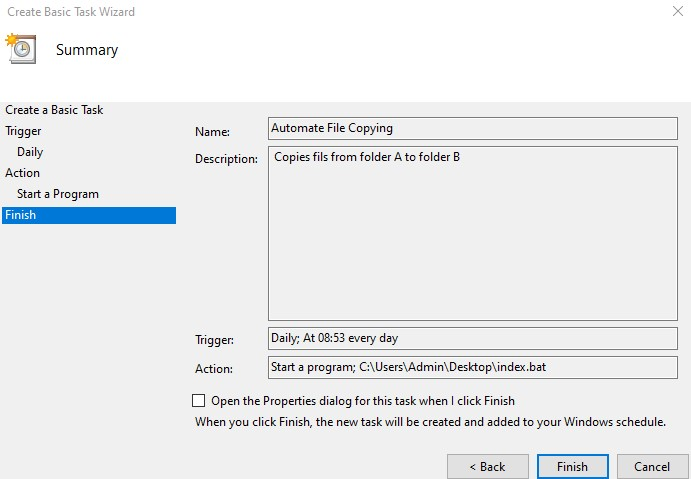 Create Basic Task Wizard
Summary
Create a Basic Task
Trigger
Daily
Action
Start a Program
Finish
Name: Automate File Copying
Description: Copies fils from folder A to folder B
Trigger: Daily; At 08:53 every day
Action: Start a program; C:\Users\Admin\Desktop\index.bat
Open the Properties dialog for this task when I click Finish
When you click Finish, the new task will be created and added to your Windows schedule.
< Back Finish Cancel